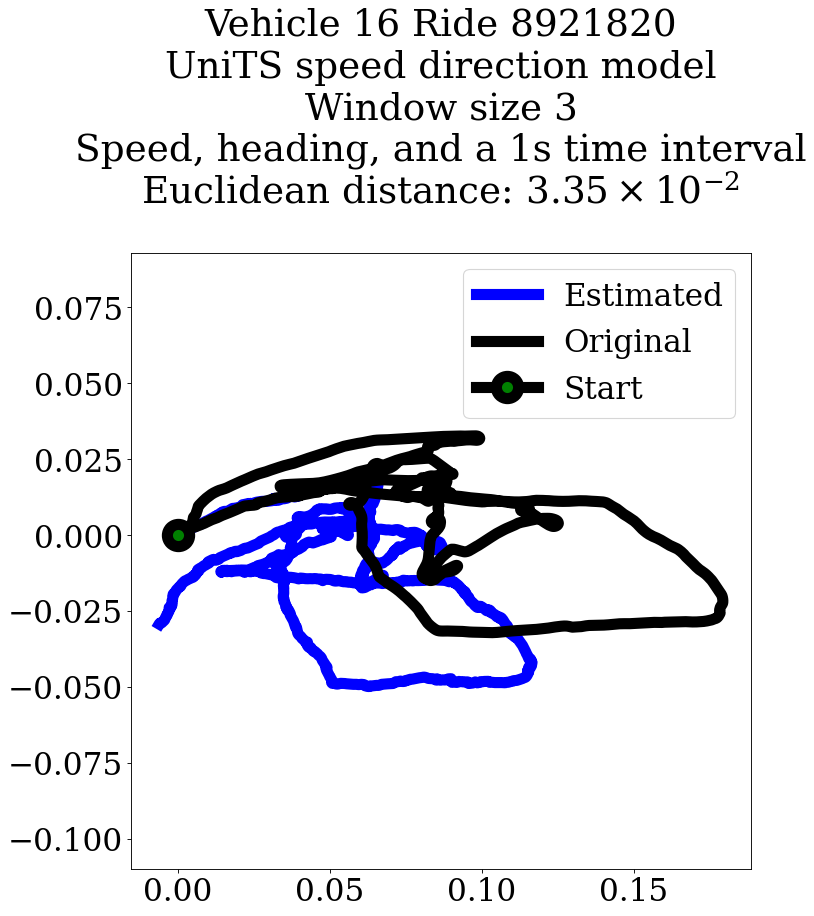 Vehicle 16 Ride 8921820
UniTS speed direction model
Window size 3
Speed, heading, and a 1s time interval
Euclidean distance: 3.35 × 10⁻²
Estimated
Original
Start
0.075
0.050
0.025
0.000
−0.025
−0.050
−0.075
−0.100
0.00 0.05 0.10 0.15